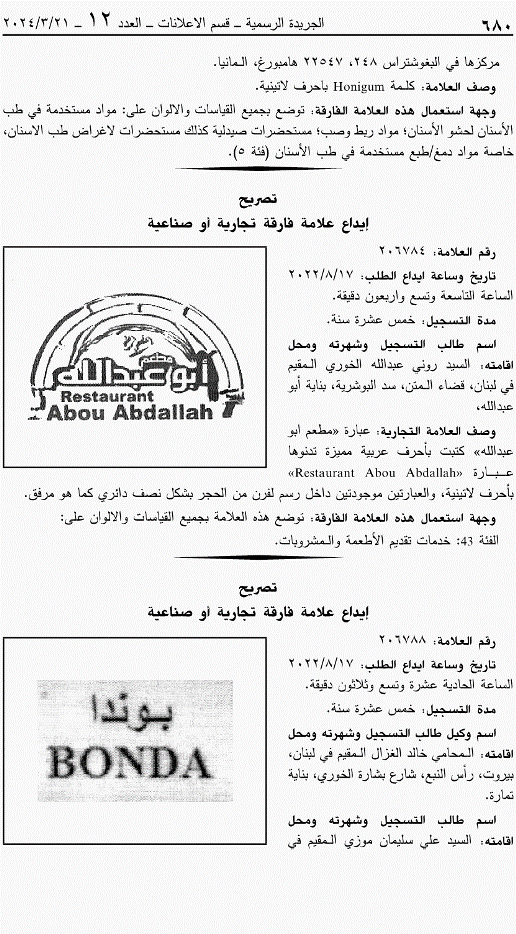 ٦٨٠ الجريدة الرسمية ــ قسم الاعلانات ــ العدد ١٢ ــ ٢٠٢٤/٣/٢١
مركزها في البغوشتراس ٢٤٨، ٢٢٥٤٧ هامبورغ، المانيا.
وصف العلامة: كلمة Honigum باحرف لاتينية.
وجهة استعمال هذه العلامة الفارقة: توضع بجميع القياسات والالوان على: مواد مستخدمة في طب
الأسنان لحشو الأسنان؛ مواد ربط وصب؛ مستحضرات صيدلية كذلك مستحضرات لاغراض طب الاسنان،
خاصة مواد دمغ/طبع مستخدمة في طب الأسنان (فئة ٥).
تصريح
إيداع علامة فارقة تجارية أو صناعية
رقم العلامة: ٢٠٦٧٨٤
تاريخ وساعة ايداع الطلب: ٢٠٢٢/٨/١٧
الساعة التاسعة وتسع واربعون دقيقة.
مدة التسجيل: خمس عشرة سنة.
اسم طالب التسجيل وشهرته ومحل
اقامته: السيد روني عبدالله الخوري المقيم
في لبنان، قضاء المتن، سد البوشرية، بناية أبو
عبدالله،
وصف العلامة التجارية: عبارة «مطعم ابو
عبدالله» كتبت بأحرف عربية مميزة تدنوها
عــبــارة «Restaurant Abou Abdallah»
بأحرف لاتينية، والعبارتين موجودتين داخل رسم لفرن من الحجر بشكل نصف دائري كما هو مرفق.
وجهة استعمال هذه العلامة الفارقة: توضع هذه العلامة بجميع القياسات والالوان على:
الفئة 43: خدمات تقديم الأطعمة والمشروبات.
مطعم
أبو عبدالله
Restaurant
Abou Abdallah
تصريح
إيداع علامة فارقة تجارية أو صناعية
رقم العلامة: ٢٠٦٧٨٨
تاريخ وساعة ايداع الطلب: ٢٠٢٢/٨/١٧
الساعة الحادية عشرة وتسع وثلاثون دقيقة.
مدة التسجيل: خمس عشرة سنة.
اسم وكيل طالب التسجيل وشهرته ومحل
اقامته: المحامي خالد الغزال المقيم في لبنان،
بيروت، رأس النبع، شارع بشارة الخوري، بناية
تمارة.
اسم طالب التسجيل وشهرته ومحل
اقامته: السيد علي سليمان موزي المقيم في
بوندا
BONDA